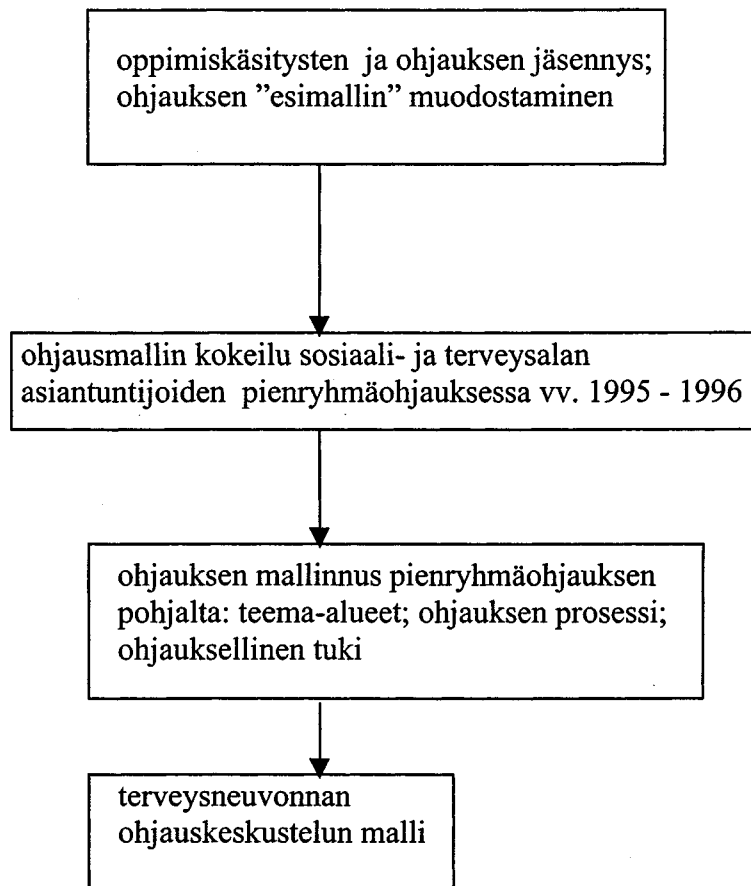 oppimiskäsitysten ja ohjauksen jäsennys;
ohjauksen ”esimallin” muodostaminen
ohjausmallin kokeilu sosiaali- ja terveysalan
asiantuntijoiden pienryhmäohjauksessa vv. 1995 - 1996
ohjauksen mallinnus pienryhmäohjauksen
pohjalta: teema-alueet; ohjauksen prosessi;
ohjauksellinen tuki
terveysneuvonnan
ohjauskeskustelun malli